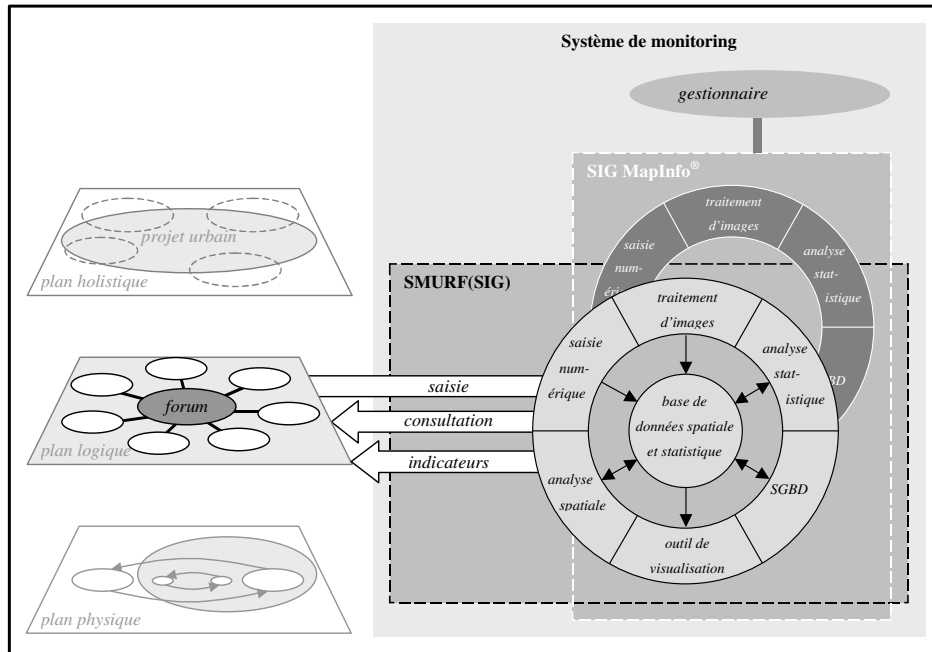 Système de monitoring
gestionnaire
SIG MapInfo®
traitement
d'images
saisie
num-
éri
analyse
stat-
istique
BD
projet urbain
plan holistique
SMURF(SIG)
traitement
d'images
saisie
num-
érique
analyse
stat-
istique
base de
données spatiale
et statistique
SGBD
analyse
spatiale
outil de
visualisation
saisie
consultation
indicateurs
forum
plan logique
plan physique